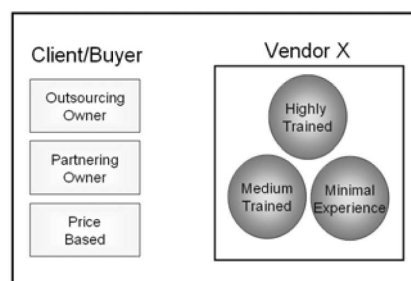 Client/Buyer
Outsourcing
Owner
Partnering
Owner
Price
Based
Vendor X
Highly
Trained
Medium
Trained
Minimal
Experience